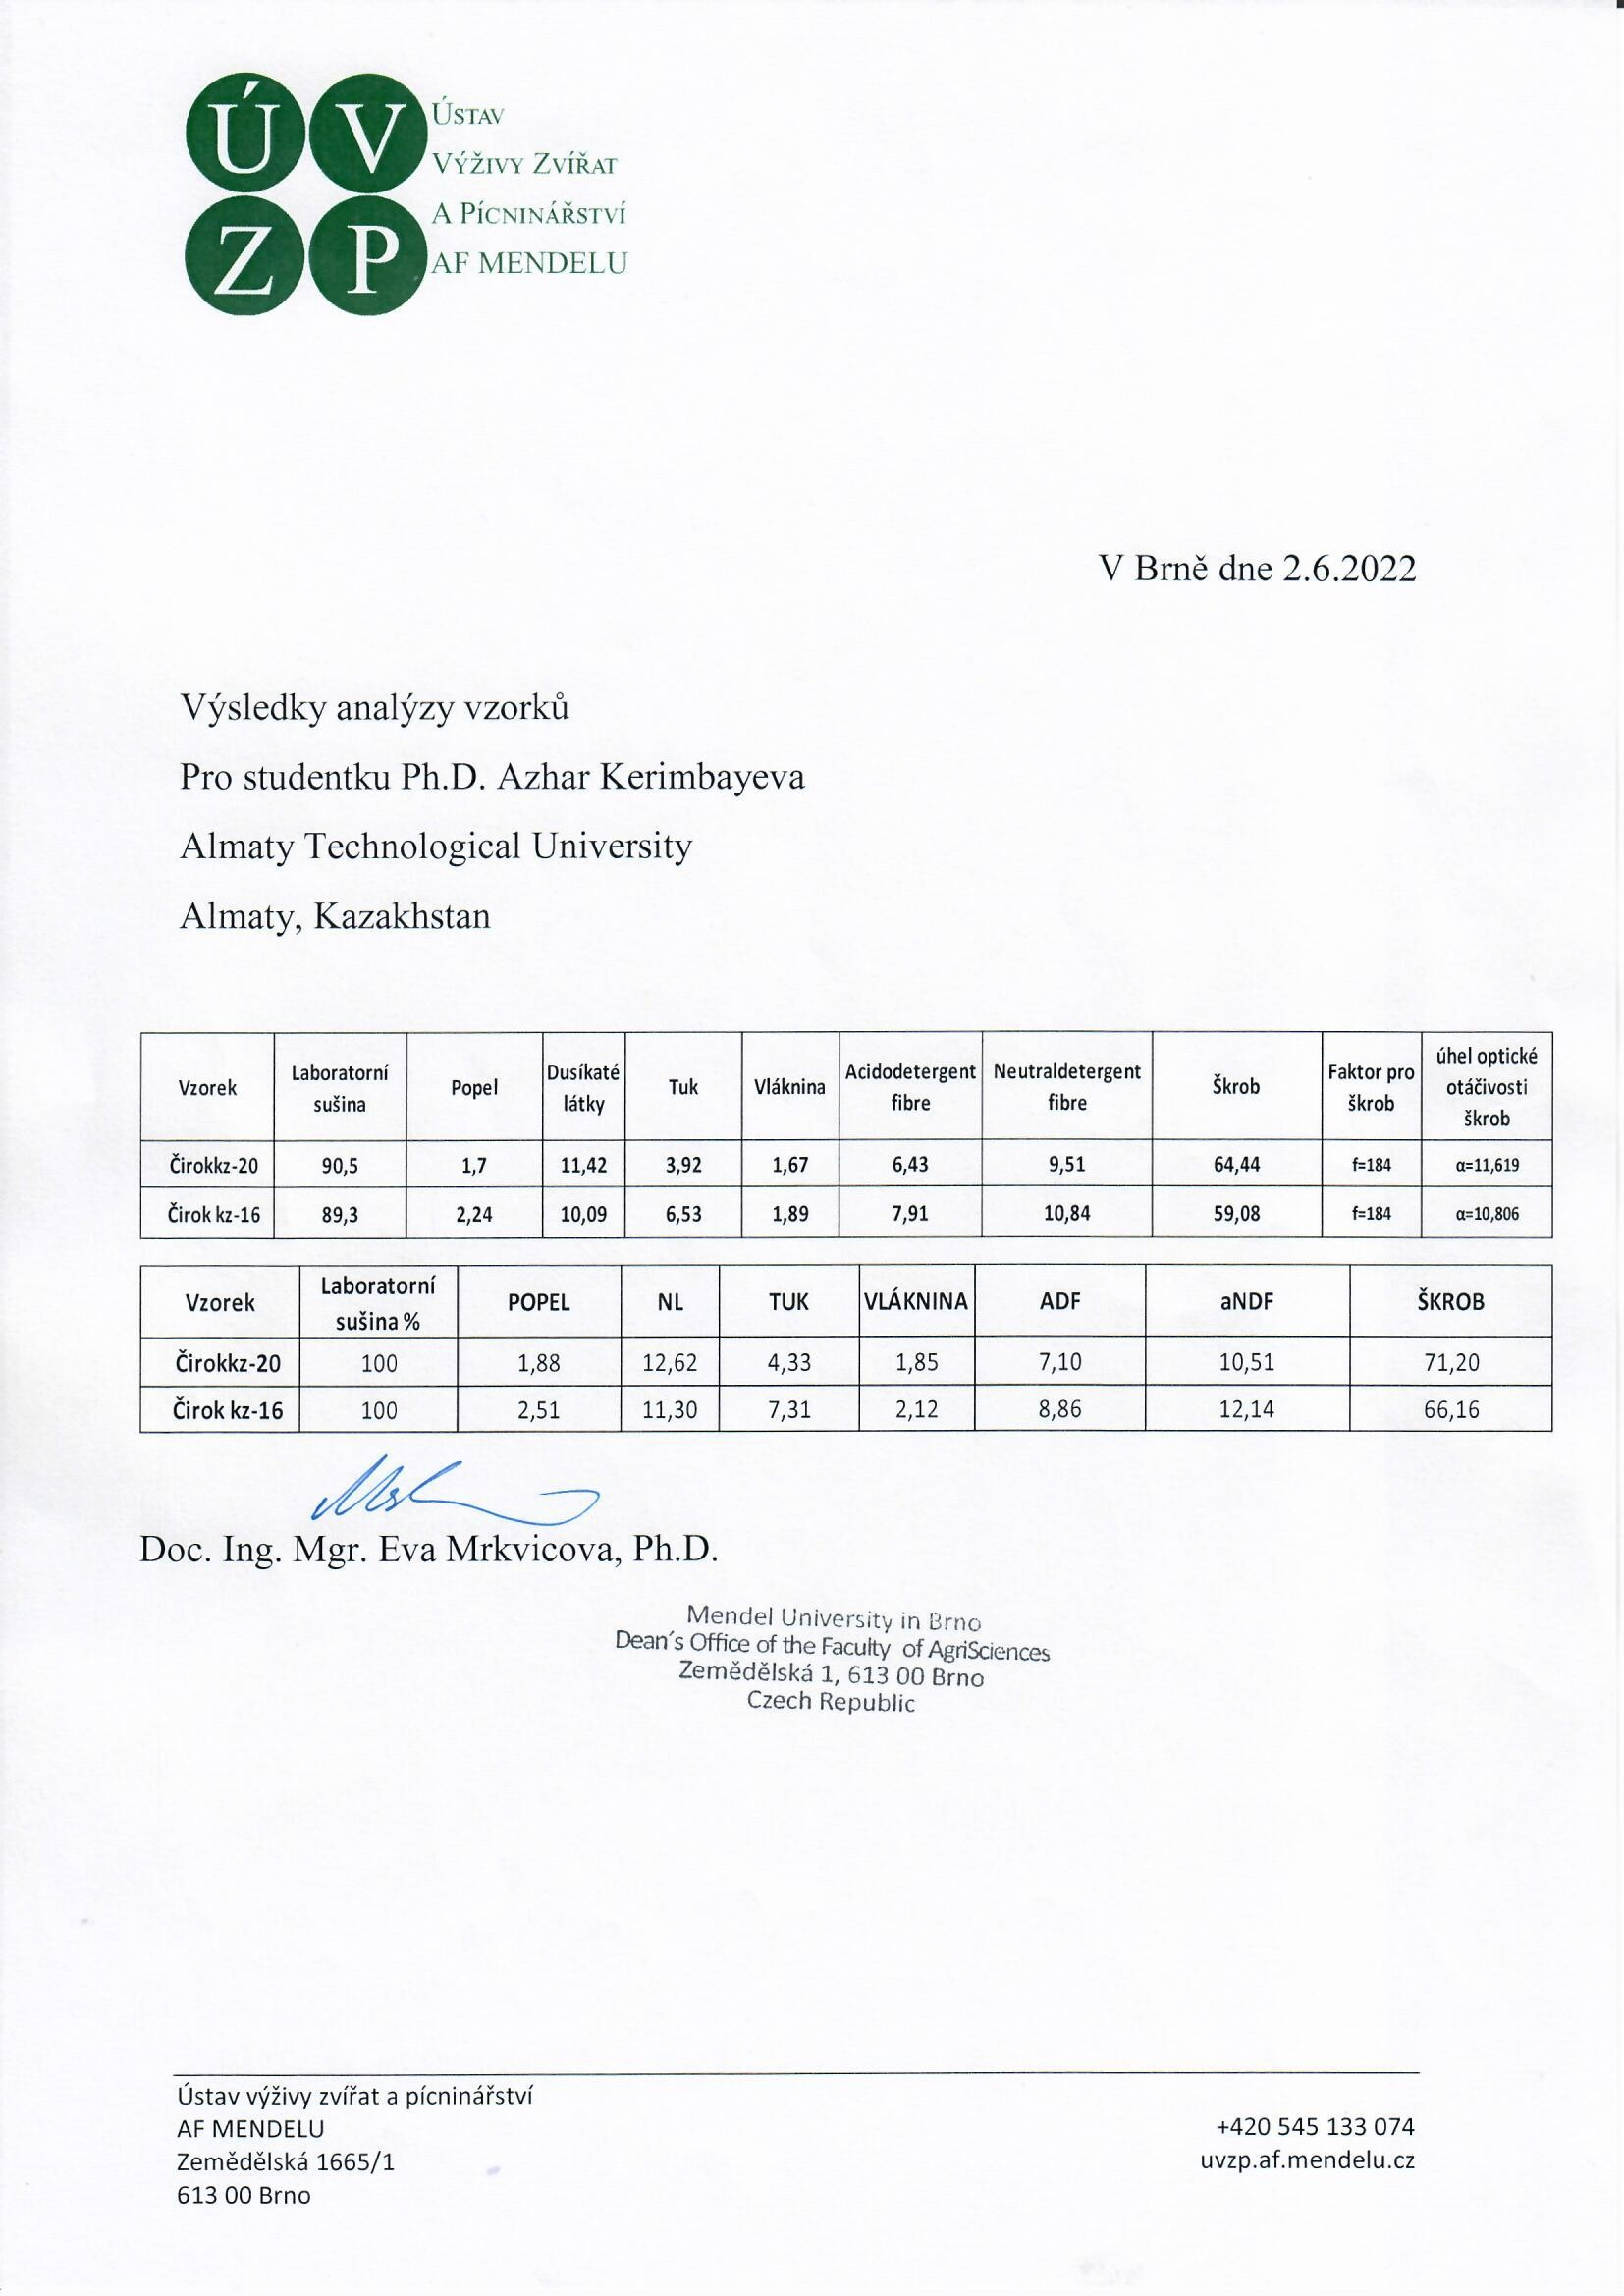 Ú V
Z P
ÚSTAV
VÝŽIVY ZVÍŘAT
A PÍCNINÁŘSTVÍ
AF MENDELU
V Brně dne 2.6.2022
Výsledky analýzy vzorků
Pro studentku Ph.D. Azhar Kerimbayeva
Almaty Technological University
Almaty, Kazakhstan
Vzorek Laboratorní sušina Popel Dusíkaté látky Tuk Vláknina Acidodetergent fibre Neutraldetergent fibre Škrob Faktor pro škrob úhel optické otáčivosti škrob
Čirokkz-20 90,5 1,7 11,42 3,92 1,67 6,43 9,51 64,44 f=184 α=11,619
Čirok kz-16 89,3 2,24 10,09 6,53 1,89 7,91 10,84 59,08 f=184 α=10,806
Vzorek Laboratorní sušina % POPEL NL TUK VLÁKNINA ADF aNDF ŠKROB
Čirokkz-20 100 1,88 12,62 4,33 1,85 7,10 10,51 71,20
Čirok kz-16 100 2,51 11,30 7,31 2,12 8,86 12,14 66,16
Doc. Ing. Mgr. Eva Mrkvicova, Ph.D.
Mendel University in Brno
Dean´s Office of the Faculty of AgriSciences
Zemědělská 1, 613 00 Brno
Czech Republic
Ústav výživy zvířat a pícninářství
AF MENDELU
Zemědělská 1665/1
613 00 Brno
+420 545 133 074
uvzp.af.mendelu.cz